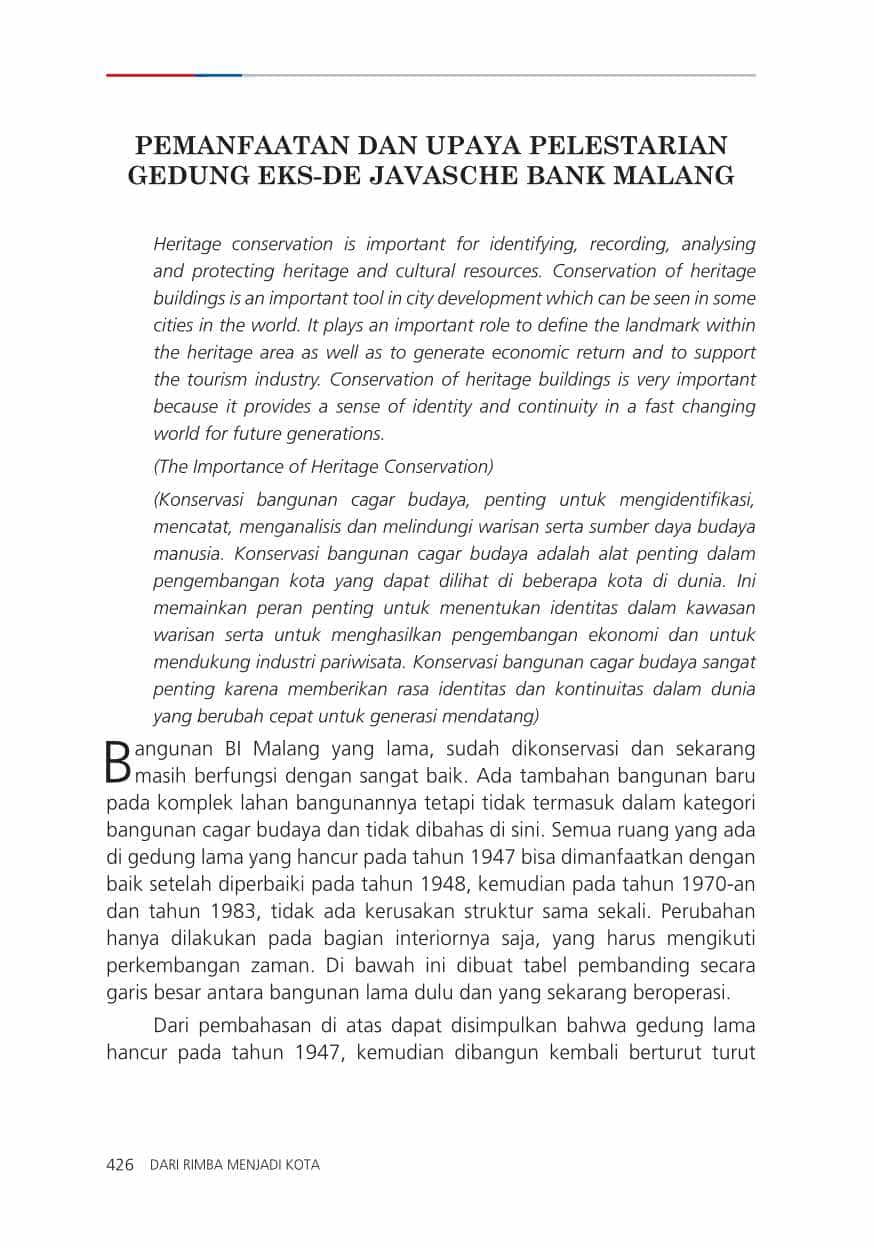 PEMANFAATAN DAN UPAYA PELESTARIAN
GEDUNG EKS-DE JAVASCHE BANK MALANG
Heritage conservation is important for identifying, recording, analysing
and protecting heritage and cultural resources. Conservation of heritage
buildings is an important tool in city development which can be seen in some
cities in the world. It plays an important role to define the landmark within
the heritage area as well as to generate economic return and to support
the tourism industry. Conservation of heritage buildings is very important
because it provides a sense of identity and continuity in a fast changing
world for future generations.
(The Importance of Heritage Conservation)
(Konservasi bangunan cagar budaya, penting untuk mengidentifikasi,
mencatat, menganalisis dan melindungi warisan serta sumber daya budaya
manusia. Konservasi bangunan cagar budaya adalah alat penting dalam
pengembangan kota yang dapat dilihat di beberapa kota di dunia. Ini
memainkan peran penting untuk menentukan identitas dalam kawasan
warisan serta untuk menghasilkan pengembangan ekonomi dan untuk
mendukung industri pariwisata. Konservasi bangunan cagar budaya sangat
penting karena memberikan rasa identitas dan kontinuitas dalam dunia
yang berubah cepat untuk generasi mendatang)
Bangunan BI Malang yang lama, sudah dikonservasi dan sekarang
masih berfungsi dengan sangat baik. Ada tambahan bangunan baru
pada komplek lahan bangunannya tetapi tidak termasuk dalam kategori
bangunan cagar budaya dan tidak dibahas di sini. Semua ruang yang ada
di gedung lama yang hancur pada tahun 1947 bisa dimanfaatkan dengan
baik setelah diperbaiki pada tahun 1948, kemudian pada tahun 1970-an
dan tahun 1983, tidak ada kerusakan struktur sama sekali. Perubahan
hanya dilakukan pada bagian interiornya saja, yang harus mengikuti
perkembangan zaman. Di bawah ini dibuat tabel pembanding secara
garis besar antara bangunan lama dulu dan yang sekarang beroperasi.
Dari pembahasan di atas dapat disimpulkan bahwa gedung lama
hancur pada tahun 1947, kemudian dibangun kembali berturut turut
426 DARI RIMBA MENJADI KOTA